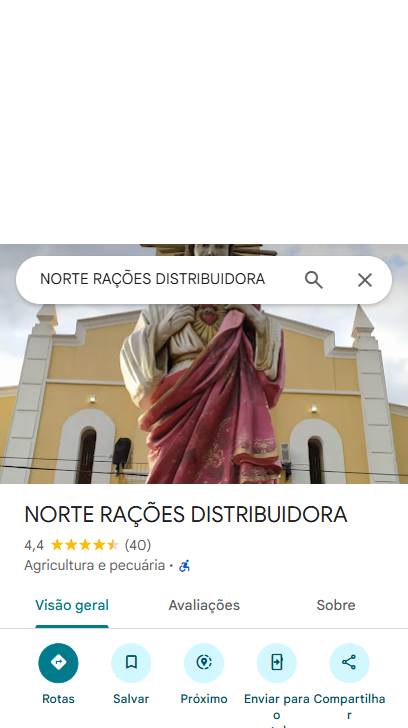 NORTE RAÇÕES DISTRIBUIDORA
NORTE RAÇÕES DISTRIBUIDORA
4,4 (40)
Agricultura e pecuária ·
Visão geral Avaliações Sobre
Rotas Salvar Próximo Enviar para Compartilha
o r